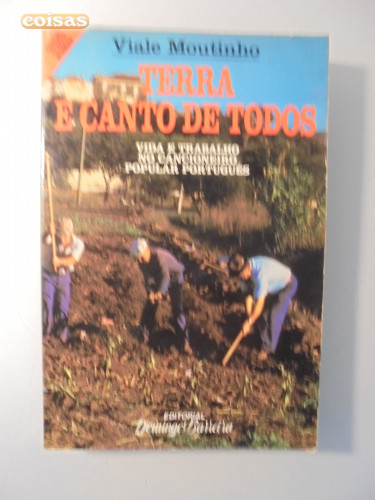 coisas
Viale Moutinho
TERRA
E CANTO DE TODOS
VIDA E TRABALHO
NO CANCIONEIRO
POPULAR PORTUGUÊS
EDITORIAL
Domingos Barreira